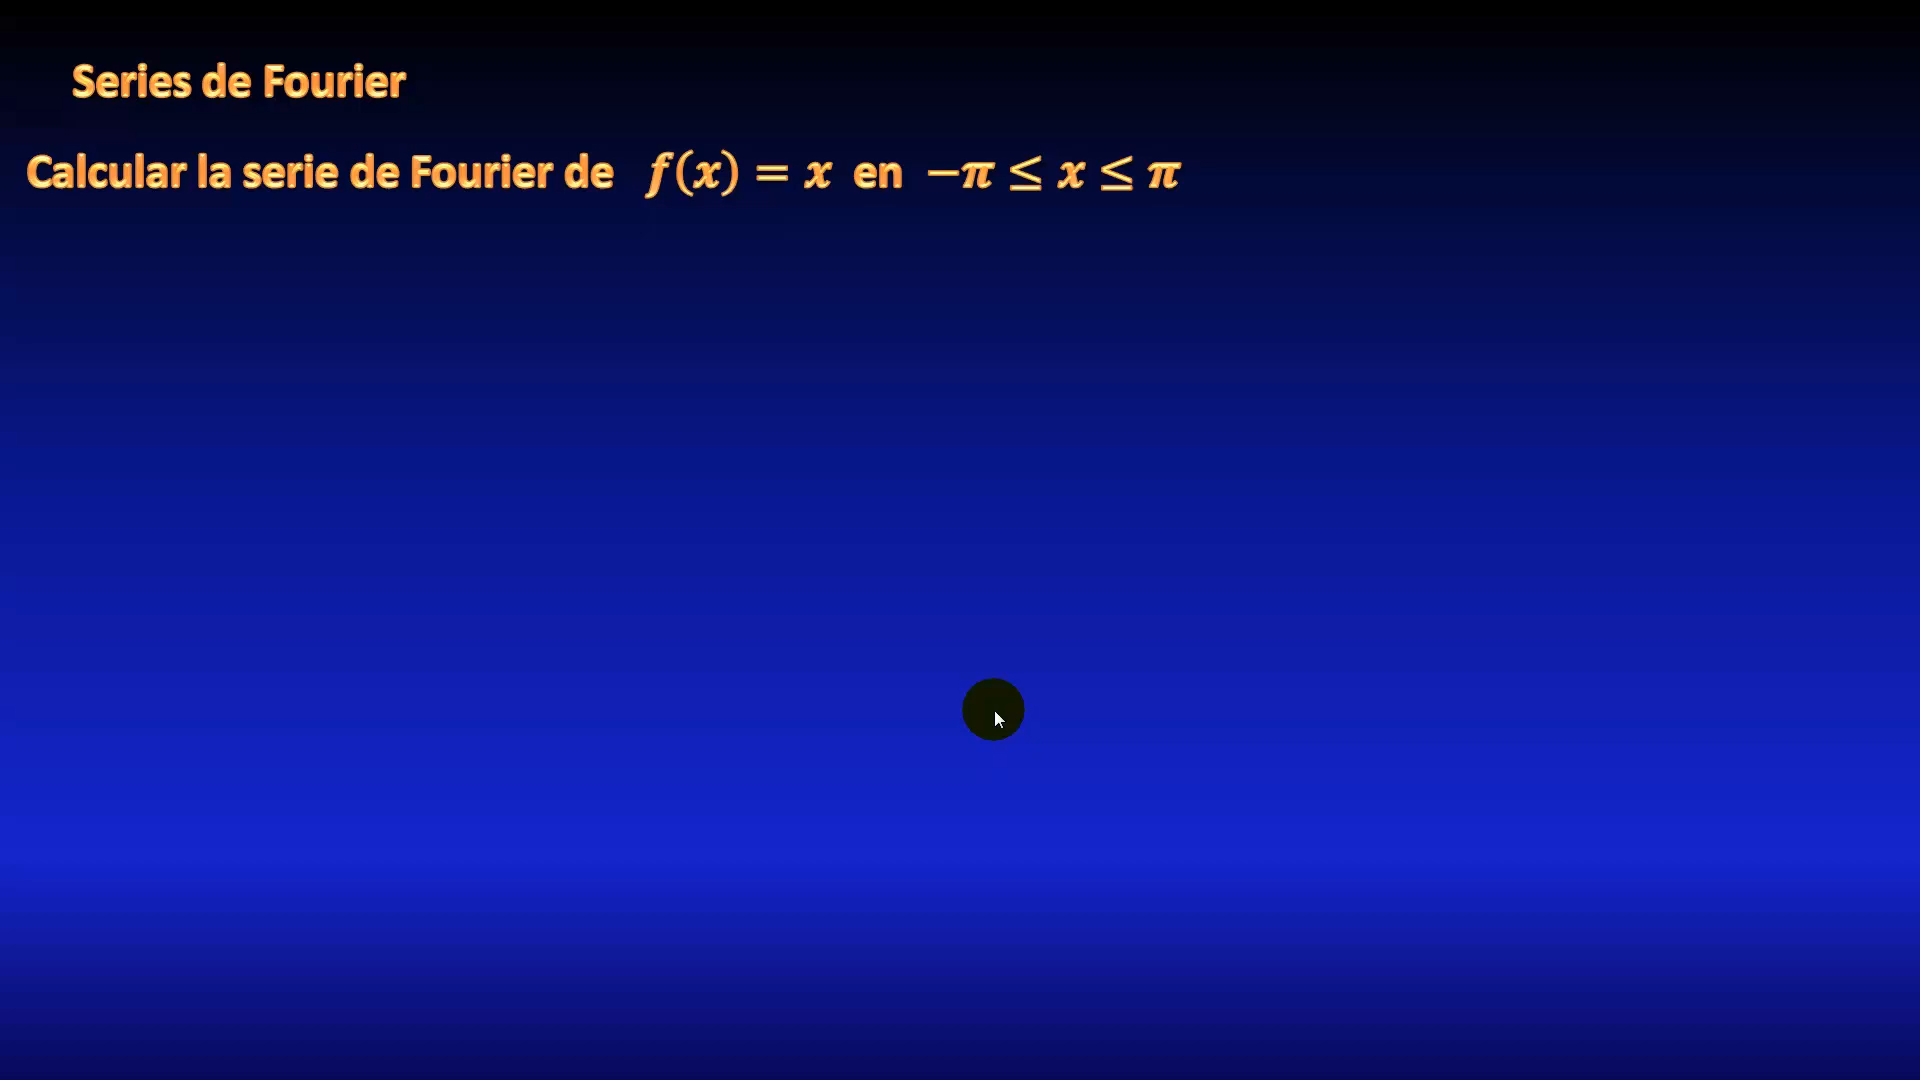 Series de Fourier
Calcular la serie de Fourier de f(x) = x en −π ≤ x ≤ π